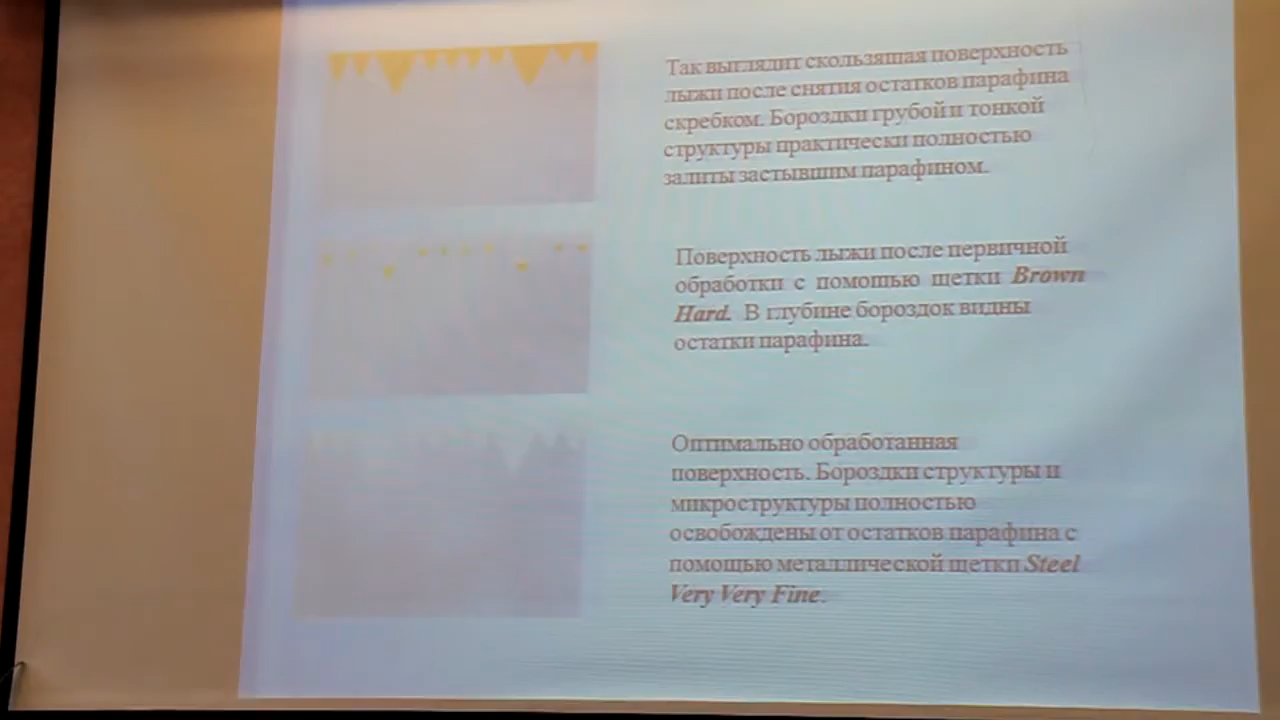 Так выглядит скользящая поверхность
лыжи после снятия остатков парафина
скребком. Бороздки грубой и тонкой
структуры практически полностью
залиты застывшим парафином.
Поверхность лыжи после первичной
обработки с помощью щетки Brown
Hard. В глубине бороздок видны
остатки парафина.
Оптимально обработанная
поверхность. Бороздки структуры и
микроструктуры полностью
освобождены от остатков парафина с
помощью металлической щетки Steel
Very Very Fine.